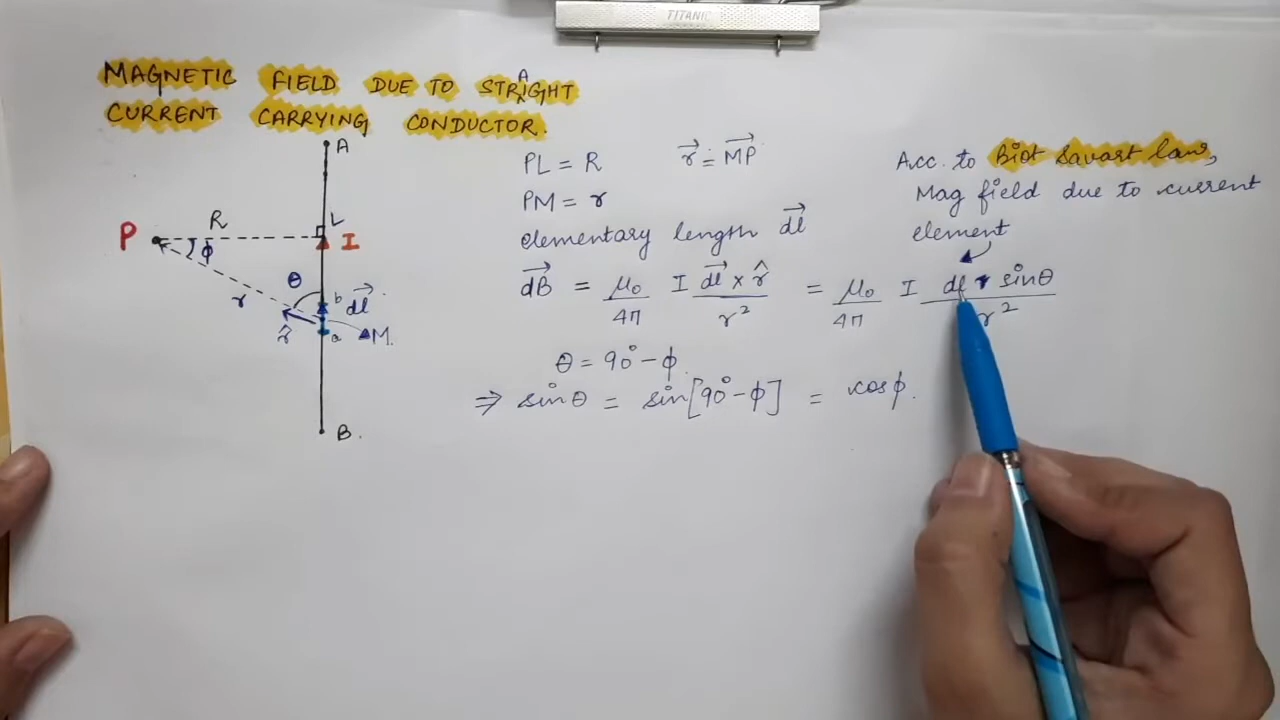 TITANIC
MAGNETIC FIELD DUE TO STRAIGHT
CURRENT CARRYING CONDUCTOR.
A
L
R
P
I
ϕ
θ
r
b
dl⃗
r̂
a
M.
B.
PL = R r⃗ = MP⃗
PM = r
elementary length dl⃗
dB⃗ = μ₀/4π I dl⃗ × r̂/r² = μ₀/4π I dl sinθ/r²
θ = 90° − ϕ.
⇒ sinθ = sin[90° − ϕ] = cosϕ.
Acc. to Biot Savart law,
Mag field due to current
element